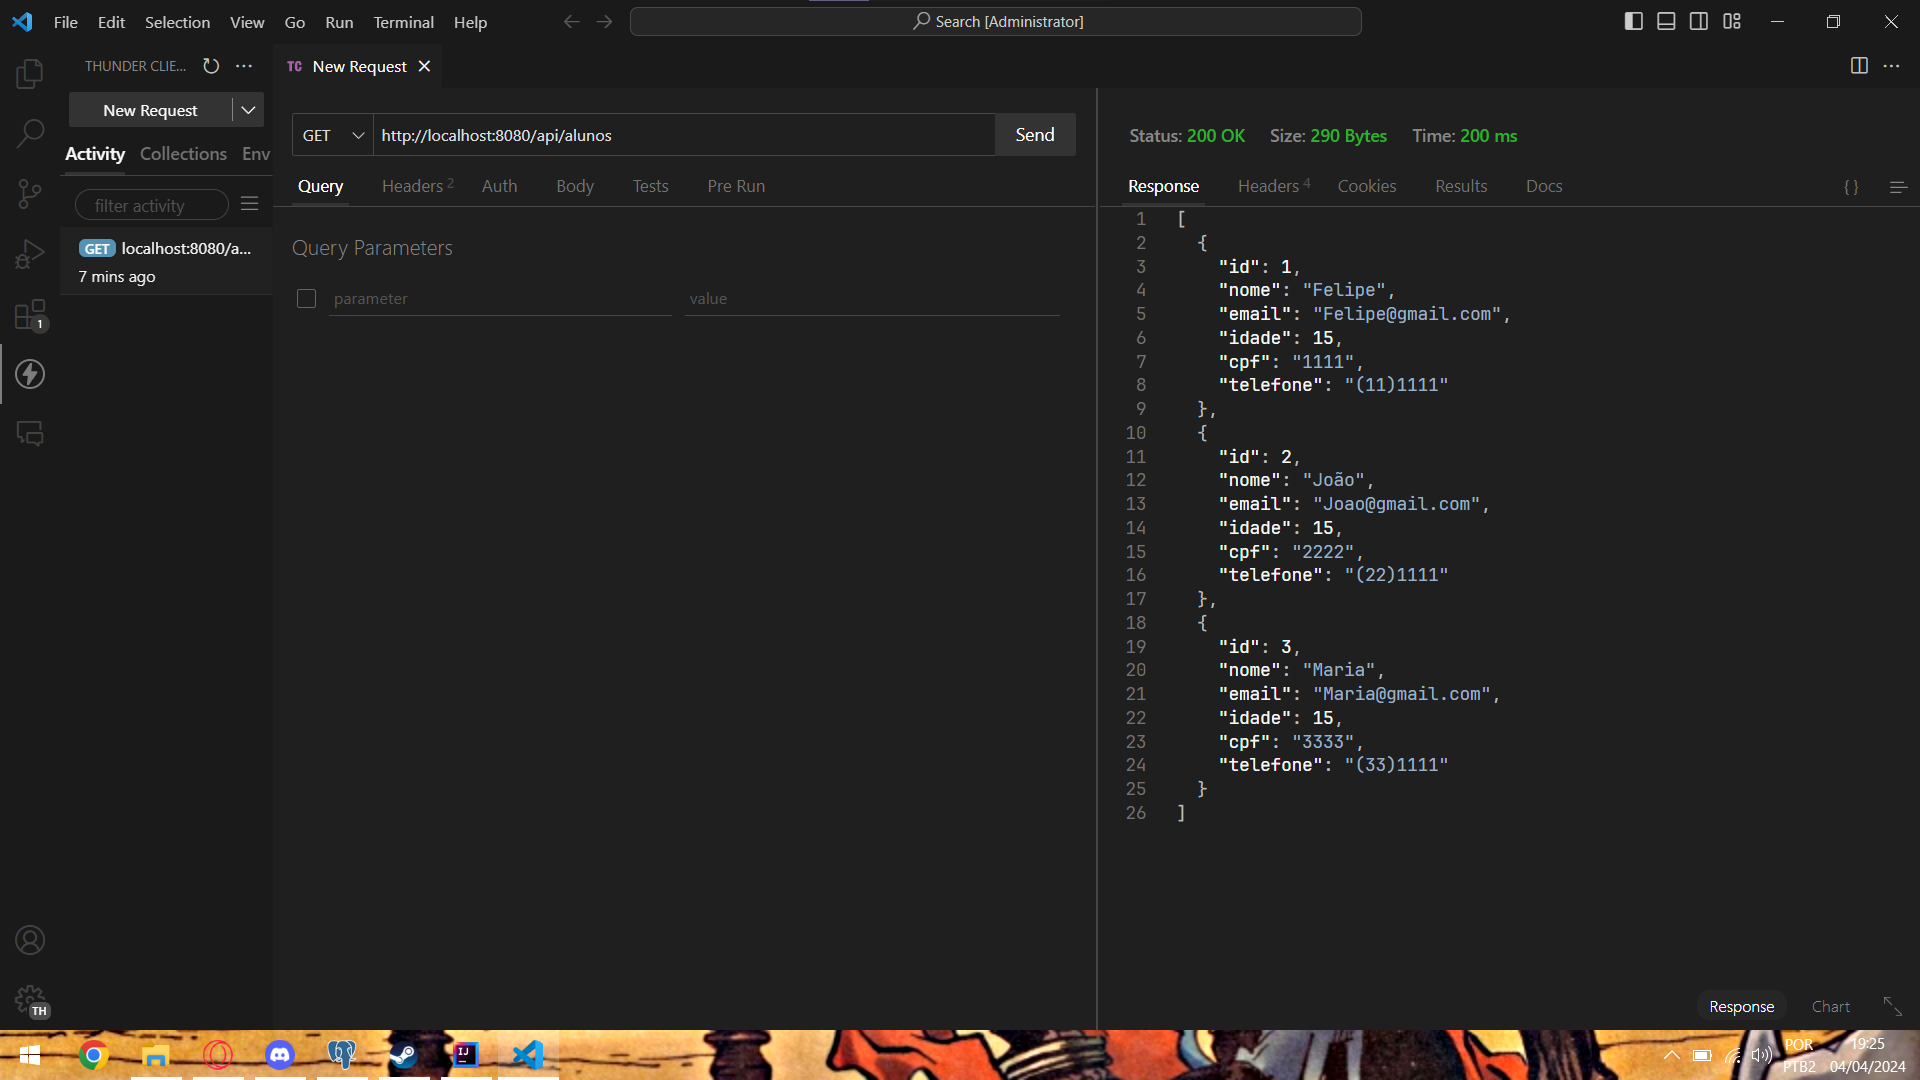 File Edit Selection View Go Run Terminal Help
Search [Administrator]
THUNDER CLIE...
TC New Request
New Request
Activity Collections Env
filter activity
GET localhost:8080/a...
7 mins ago
1
TH
GET http://localhost:8080/api/alunos Send
Query Headers 2 Auth Body Tests Pre Run
Query Parameters
parameter value
Status: 200 OK Size: 290 Bytes Time: 200 ms
Response Headers 4 Cookies Results Docs {}
1 [
2 {
3 "id": 1,
4 "nome": "Felipe",
5 "email": "Felipe@gmail.com",
6 "idade": 15,
7 "cpf": "1111",
8 "telefone": "(11)1111"
9 },
10 {
11 "id": 2,
12 "nome": "João",
13 "email": "Joao@gmail.com",
14 "idade": 15,
15 "cpf": "2222",
16 "telefone": "(22)1111"
17 },
18 {
19 "id": 3,
20 "nome": "Maria",
21 "email": "Maria@gmail.com",
22 "idade": 15,
23 "cpf": "3333",
24 "telefone": "(33)1111"
25 }
26 ]
Response Chart
IJ
POR 19:25
PTB2 04/04/2024